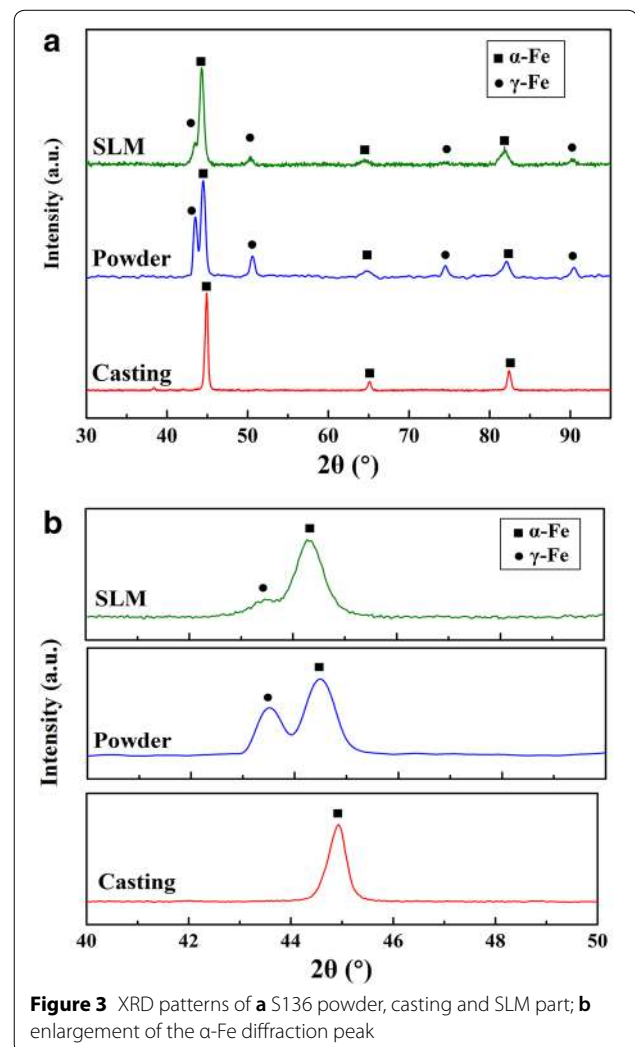 a
■ α-Fe
● γ-Fe
SLM
Powder
Casting
Intensity (a.u.)
30 40 50 60 70 80 90
2θ (°)
b
■ α-Fe
● γ-Fe
SLM
Powder
Casting
Intensity (a.u.)
40 42 44 46 48 50
2θ (°)
Figure 3 XRD patterns of a S136 powder, casting and SLM part; b
enlargement of the α-Fe diffraction peak